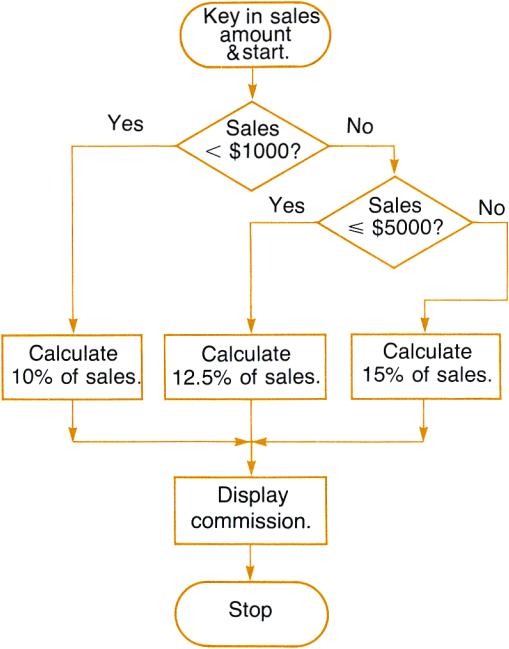 Key in sales
amount
&start.
Yes
Sales
< $1000?
No
Yes
Sales
⩽ $5000?
No
Calculate
10% of sales.
Calculate
12.5% of sales.
Calculate
15% of sales.
Display
commission.
Stop